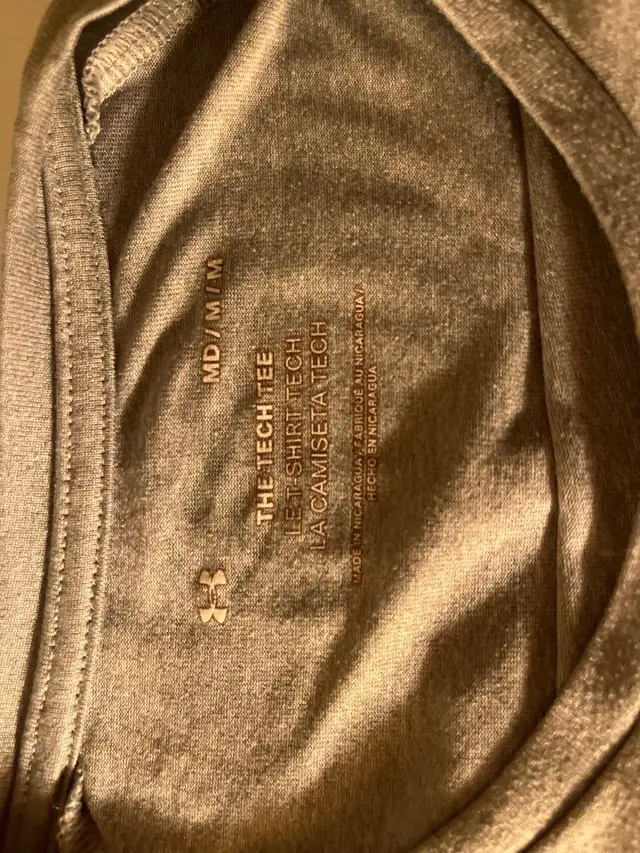 MD / M / M
THE TECH TEE
LE T-SHIRT TECH
LA CAMISETA TECH
MADE IN NICARAGUA / FABRIQUÉ AU NICARAGUA /
HECHO EN NICARAGUA